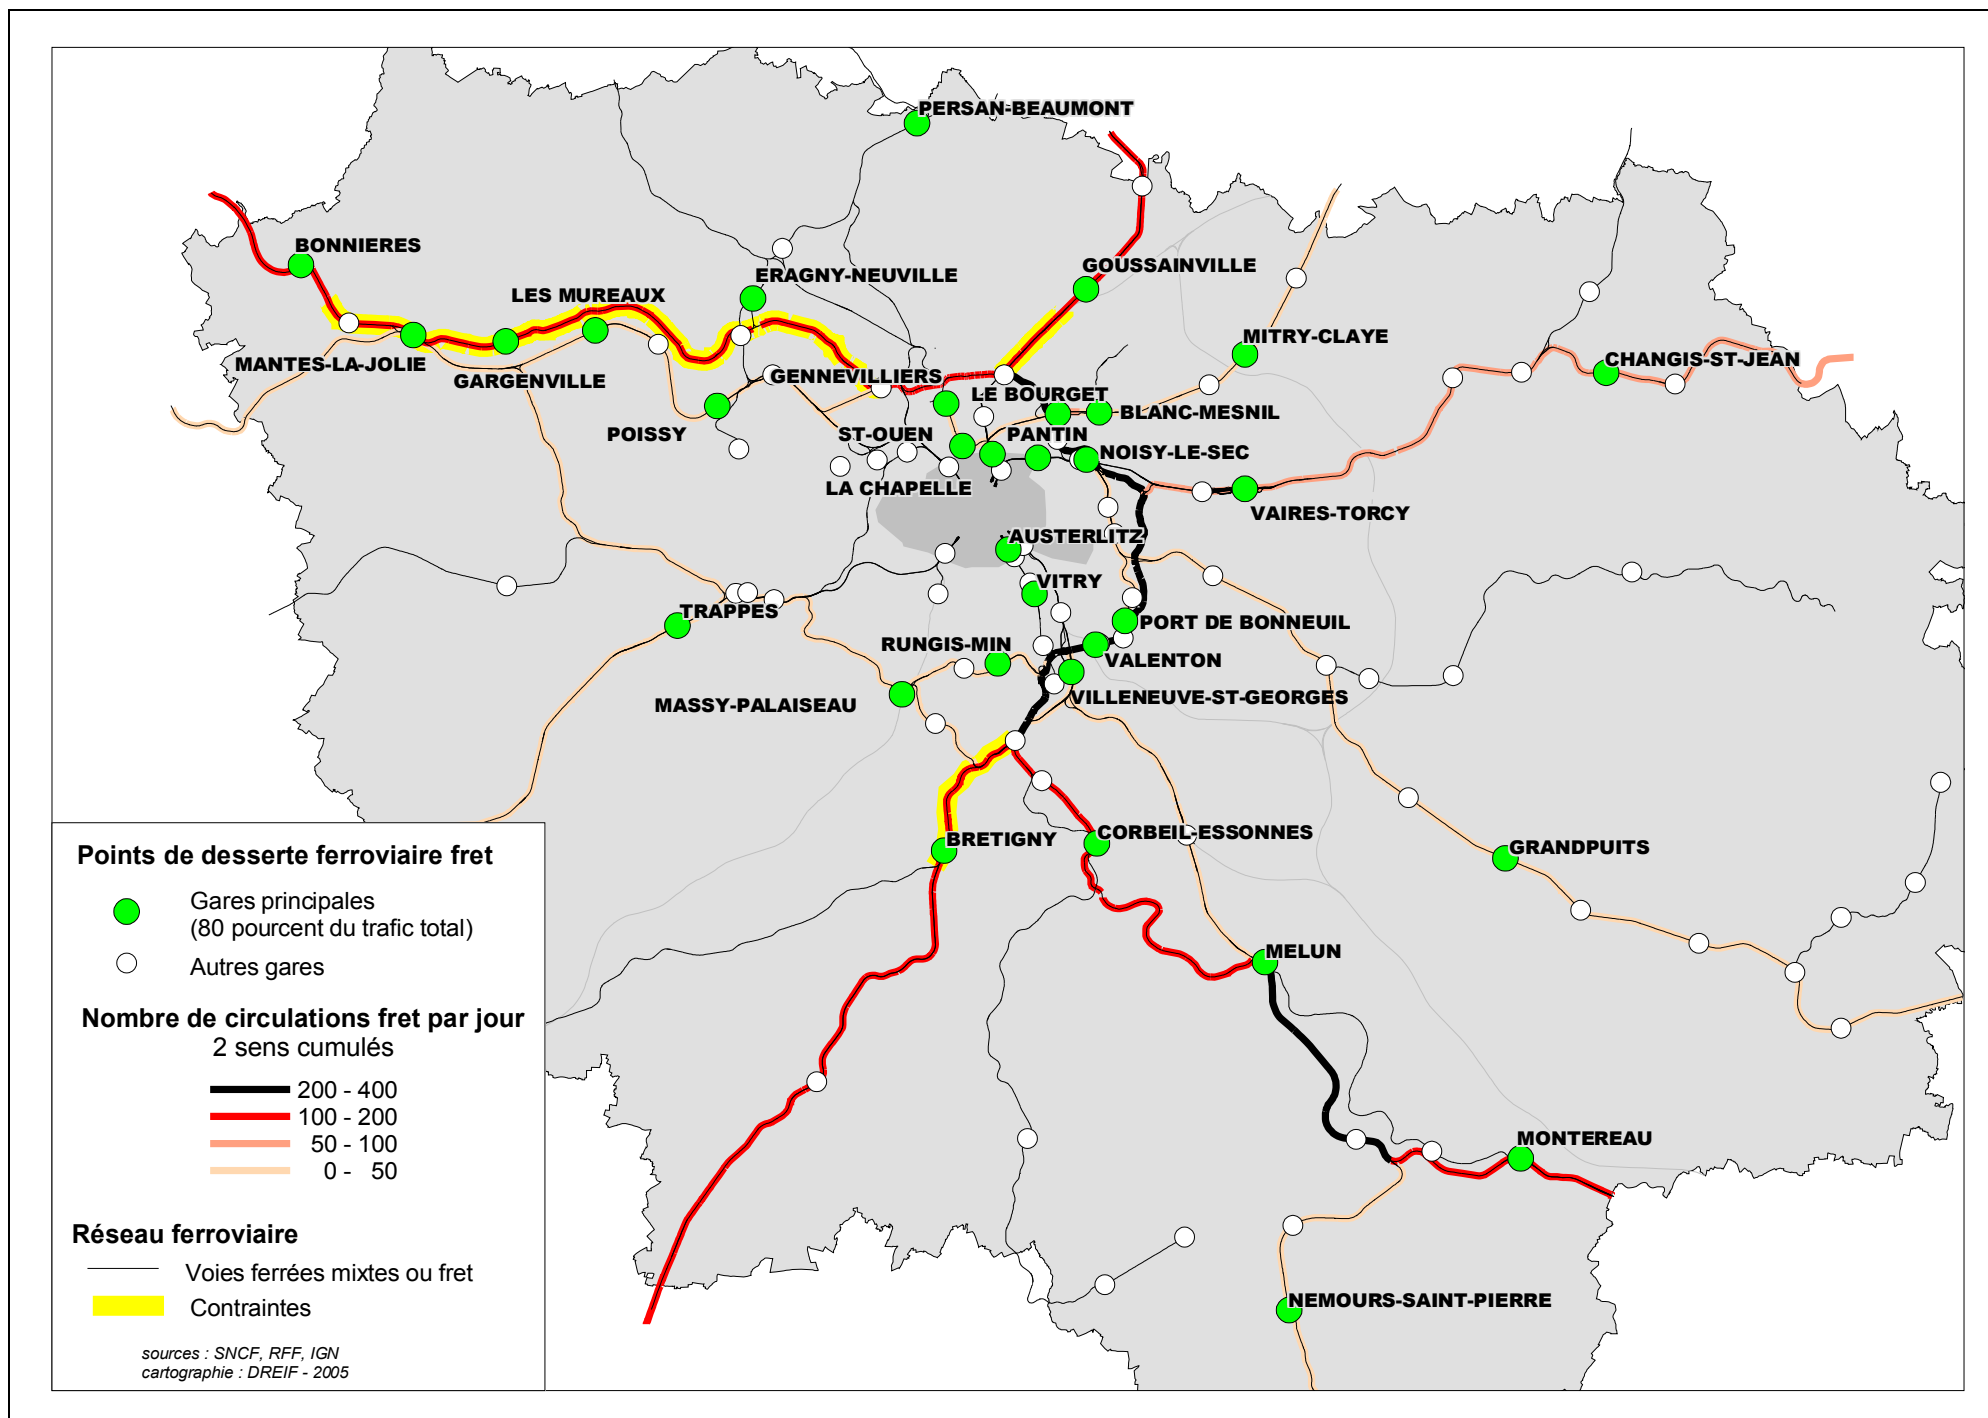 PERSAN-BEAUMONT
BONNIERES
ERAGNY-NEUVILLE
GOUSSAINVILLE
LES MUREAUX
MITRY-CLAYE
CHANGIS-ST-JEAN
MANTES-LA-JOLIE
GARGENVILLE
GENNEVILLIERS
LE BOURGET
BLANC-MESNIL
POISSY
ST-OUEN
PANTIN
NOISY-LE-SEC
LA CHAPELLE
VAIRES-TORCY
AUSTERLITZ
VITRY
TRAPPES
PORT DE BONNEUIL
RUNGIS-MIN
VALENTON
MASSY-PALAISEAU
VILLENEUVE-ST-GEORGES
BRETIGNY
CORBEIL-ESSONNES
GRANDPUITS
MELUN
MONTEREAU
NEMOURS-SAINT-PIERRE
Points de desserte ferroviaire fret
Gares principales
(80 pourcent du trafic total)
Autres gares
Nombre de circulations fret par jour
2 sens cumulés
200 - 400
100 - 200
50 - 100
0 - 50
Réseau ferroviaire
Voies ferrées mixtes ou fret
Contraintes
sources : SNCF, RFF, IGN
cartographie : DREIF - 2005